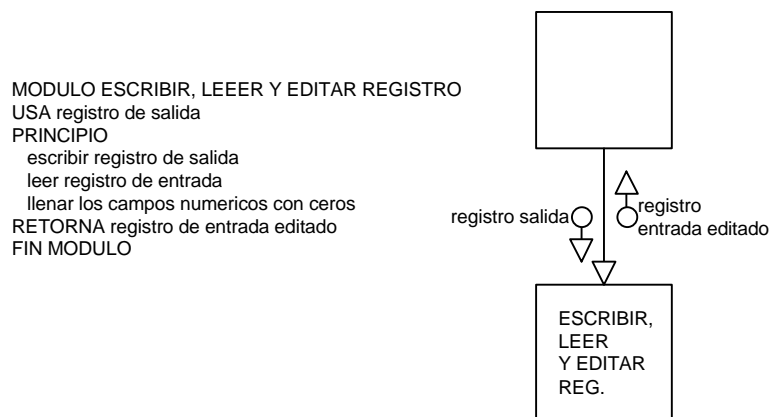 MODULO ESCRIBIR, LEEER Y EDITAR REGISTRO
USA registro de salida
PRINCIPIO
escribir registro de salida
leer registro de entrada
llenar los campos numericos con ceros
RETORNA registro de entrada editado
FIN MODULO
registro salida
registro
entrada editado
ESCRIBIR,
LEER
Y EDITAR
REG.